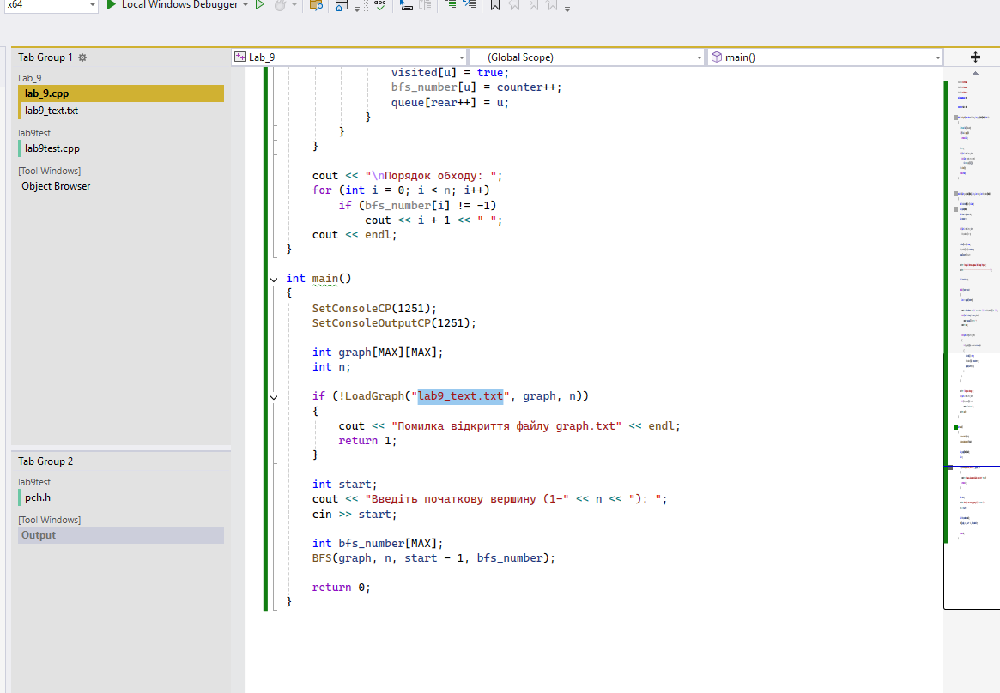 x64
Local Windows Debugger
abc
Tab Group 1
Lab_9
lab_9.cpp
lab9_text.txt
lab9test
lab9test.cpp
[Tool Windows]
Object Browser
Tab Group 2
lab9test
pch.h
[Tool Windows]
Output
Lab_9
(Global Scope)
main()
visited[u] = true;
bfs_number[u] = counter++;
queue[rear++] = u;
}
}
}
cout << "\nПорядок обходу: ";
for (int i = 0; i < n; i++)
if (bfs_number[i] != -1)
cout << i + 1 << " ";
cout << endl;
}
int main()
{
SetConsoleCP(1251);
SetConsoleOutputCP(1251);
int graph[MAX][MAX];
int n;
if (!LoadGraph("lab9_text.txt", graph, n))
{
cout << "Помилка відкриття файлу graph.txt" << endl;
return 1;
}
int start;
cout << "Введіть початкову вершину (1-" << n << "): ";
cin >> start;
int bfs_number[MAX];
BFS(graph, n, start - 1, bfs_number);
return 0;
}